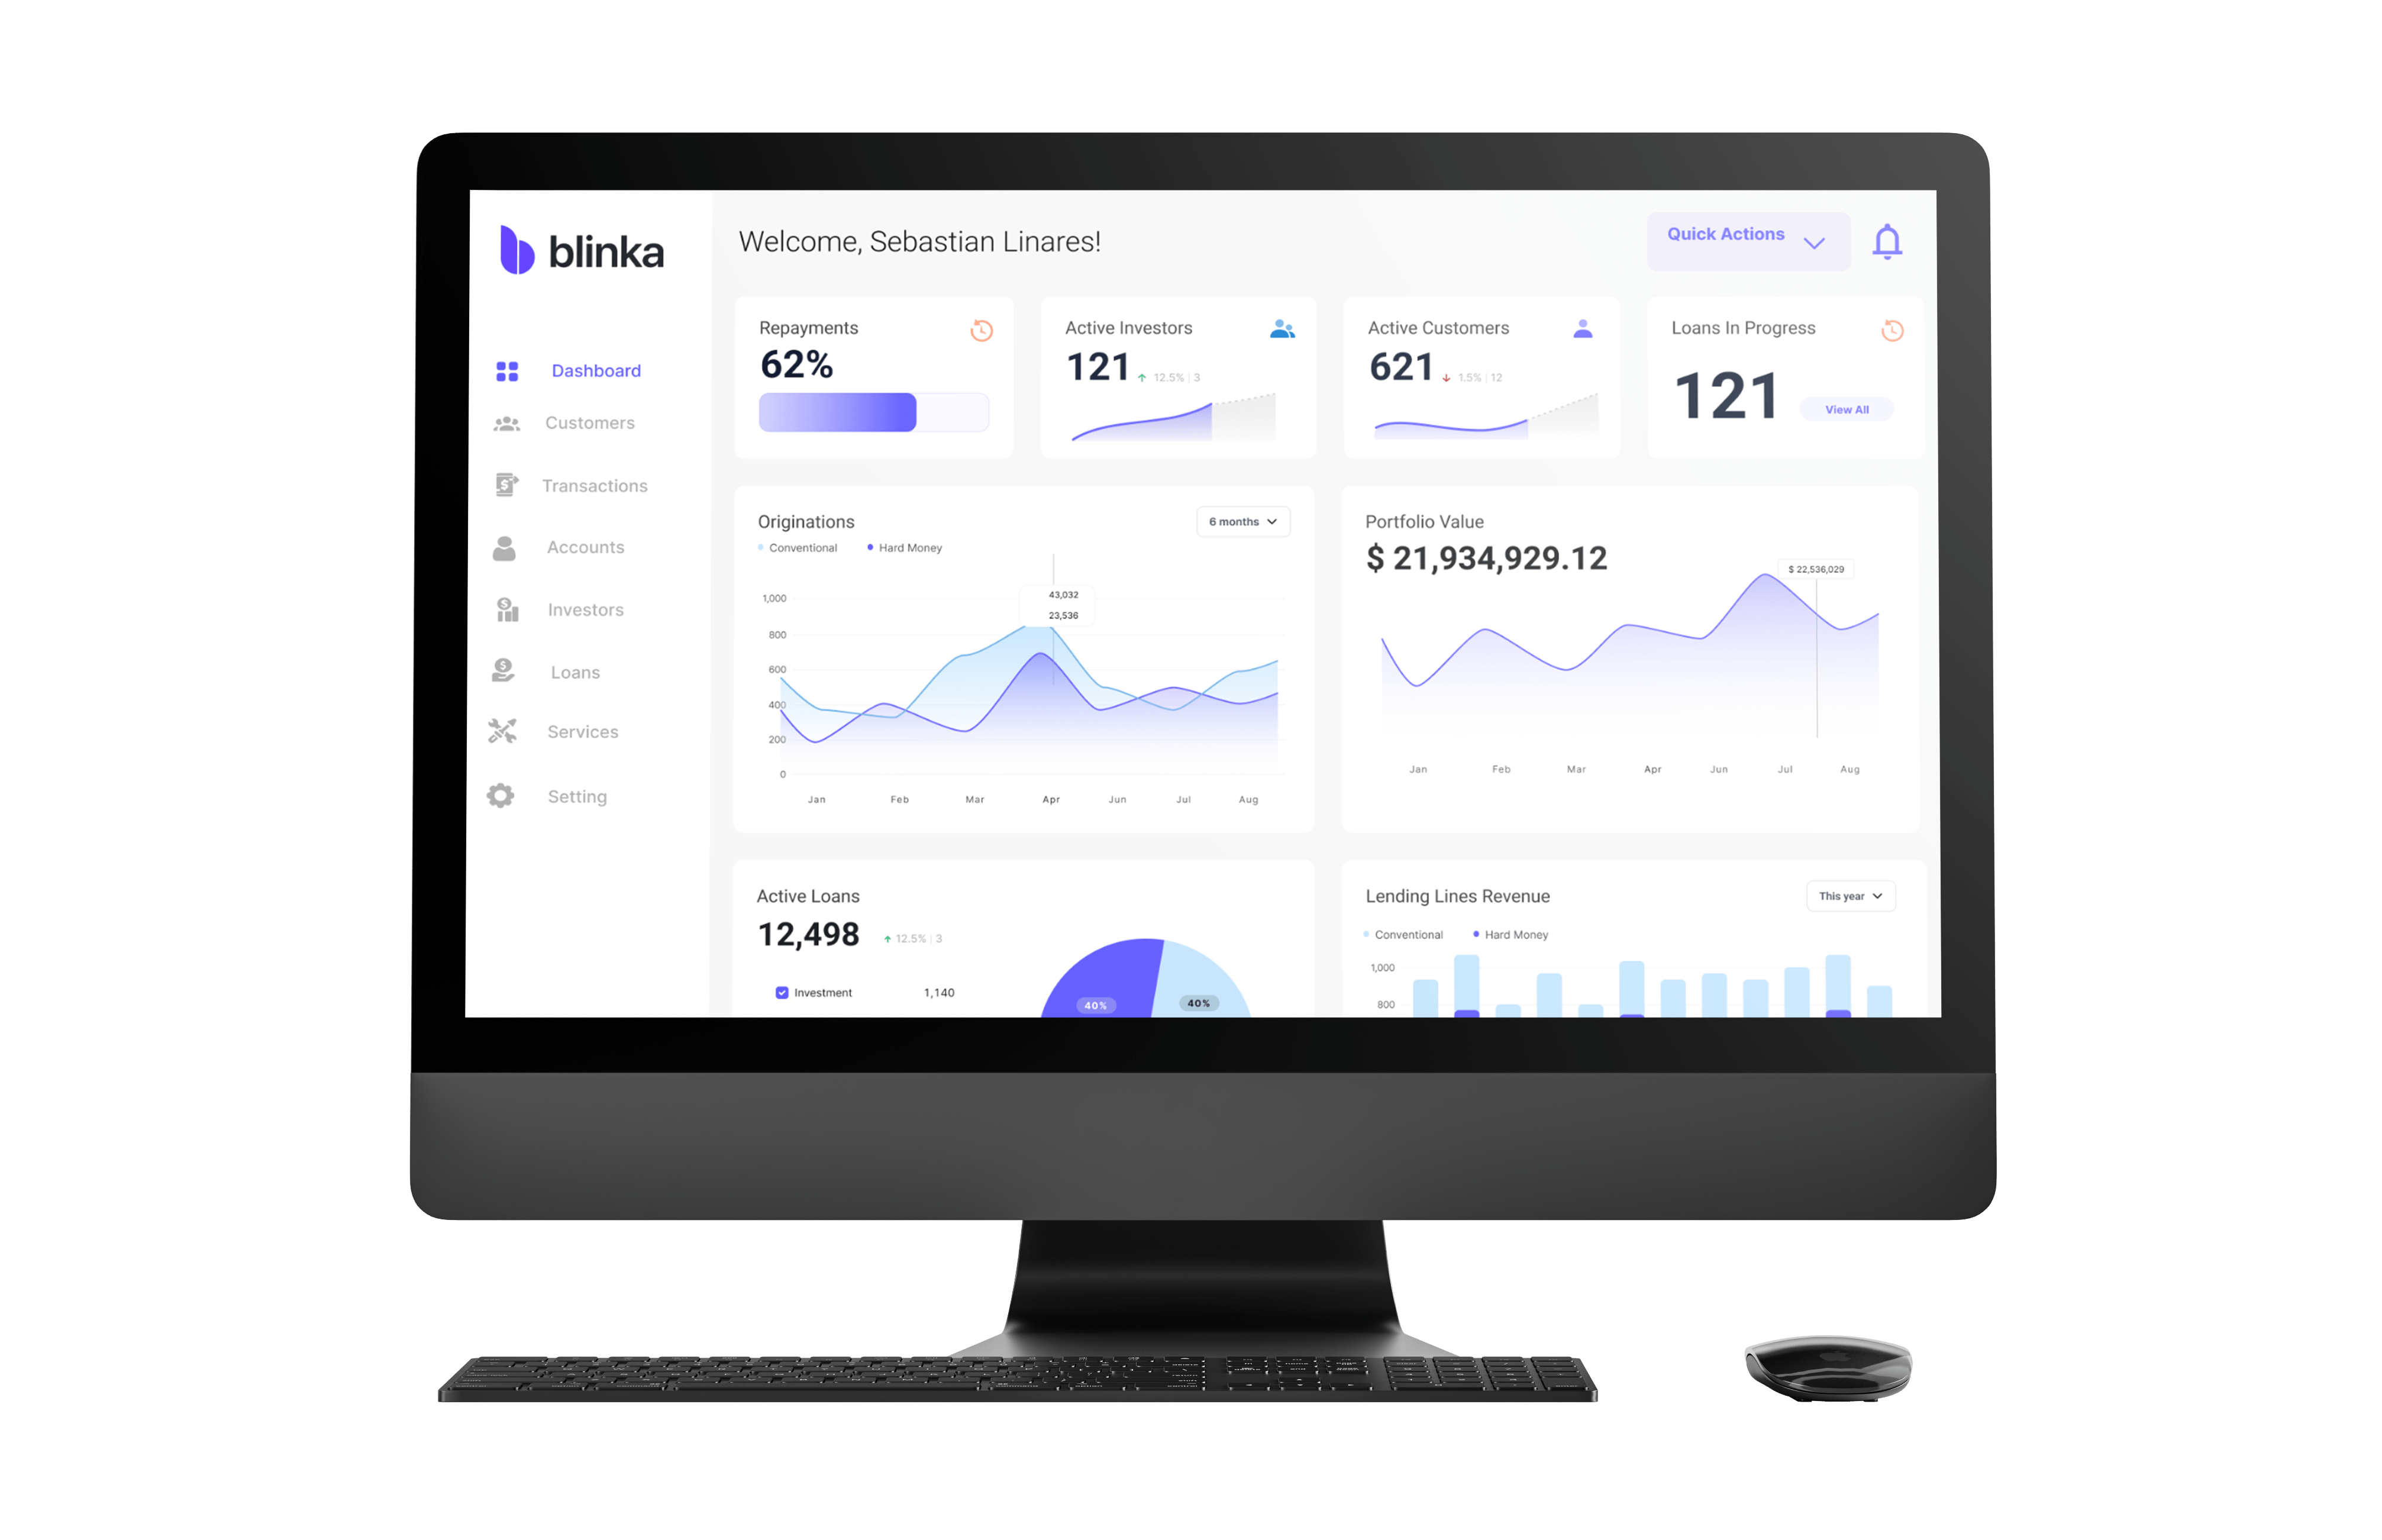 blinka
Welcome, Sebastian Linares!
Quick Actions
Dashboard
Customers
Transactions
Accounts
Investors
Loans
Services
Setting
Repayments
62%
Active Investors
121 12.5% | 3
Active Customers
621 1.5% | 12
Loans In Progress
121 View All
Originations
6 months
Conventional Hard Money
43,032
23,536
1,000
800
600
400
200
0
Jan Feb Mar Apr Jun Jul Aug
Portfolio Value
$ 21,934,929.12
$ 22,536,029
Jan Feb Mar Apr Jun Jul Aug
Active Loans
12,498 12.5% | 3
Investment 1,140
40% 40%
Lending Lines Revenue
This year
Conventional Hard Money
1,000
800